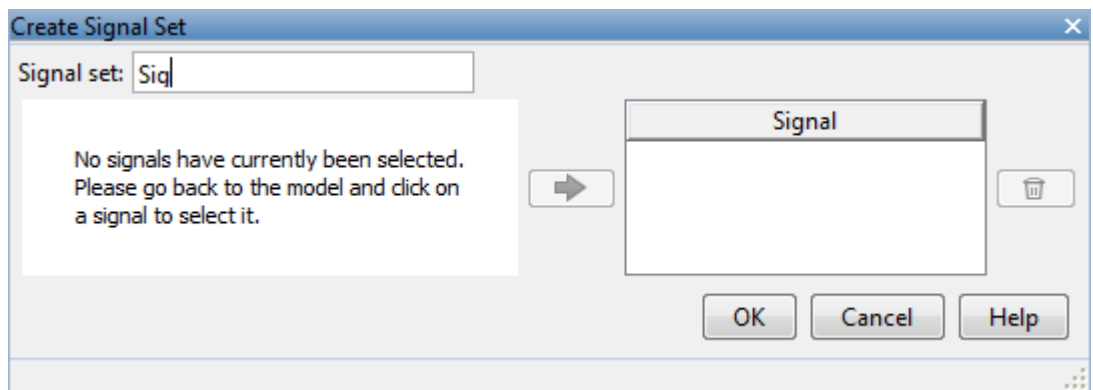 Create Signal Set
Signal set: Sig
No signals have currently been selected.
Please go back to the model and click on
a signal to select it.
Signal
OK Cancel Help